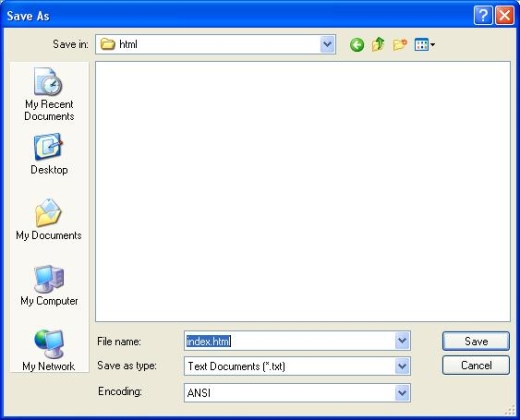 Save As
Save in: html
My Recent
Documents
Desktop
My Documents
My Computer
My Network
File name: index.html Save
Save as type: Text Documents (*.txt) Cancel
Encoding: ANSI